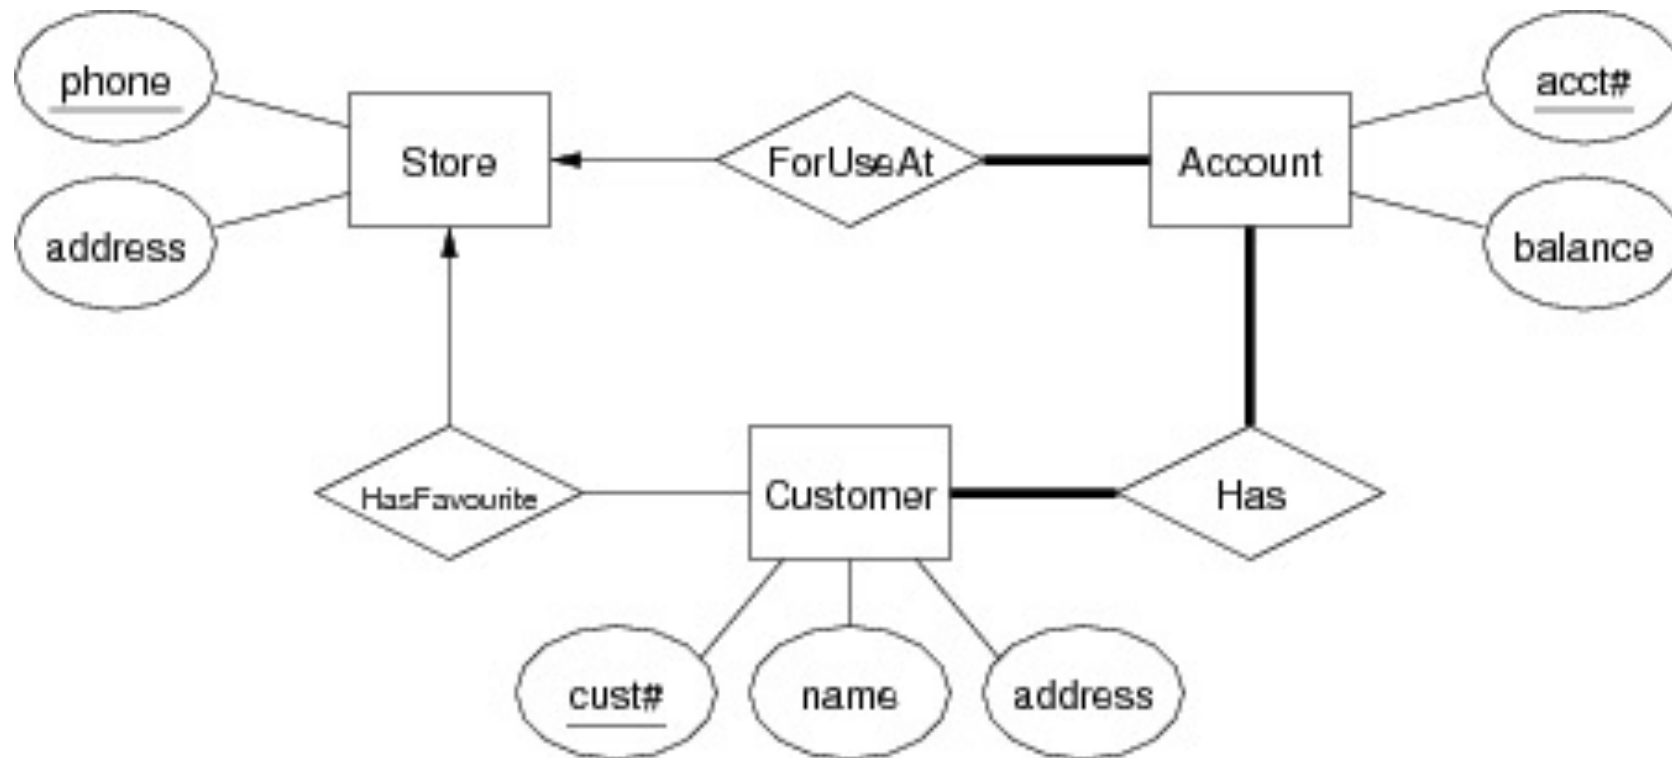 phone
acct#
Store
ForUseAt
Account
address
balance
HasFavourite
Customer
Has
cust#
name
address